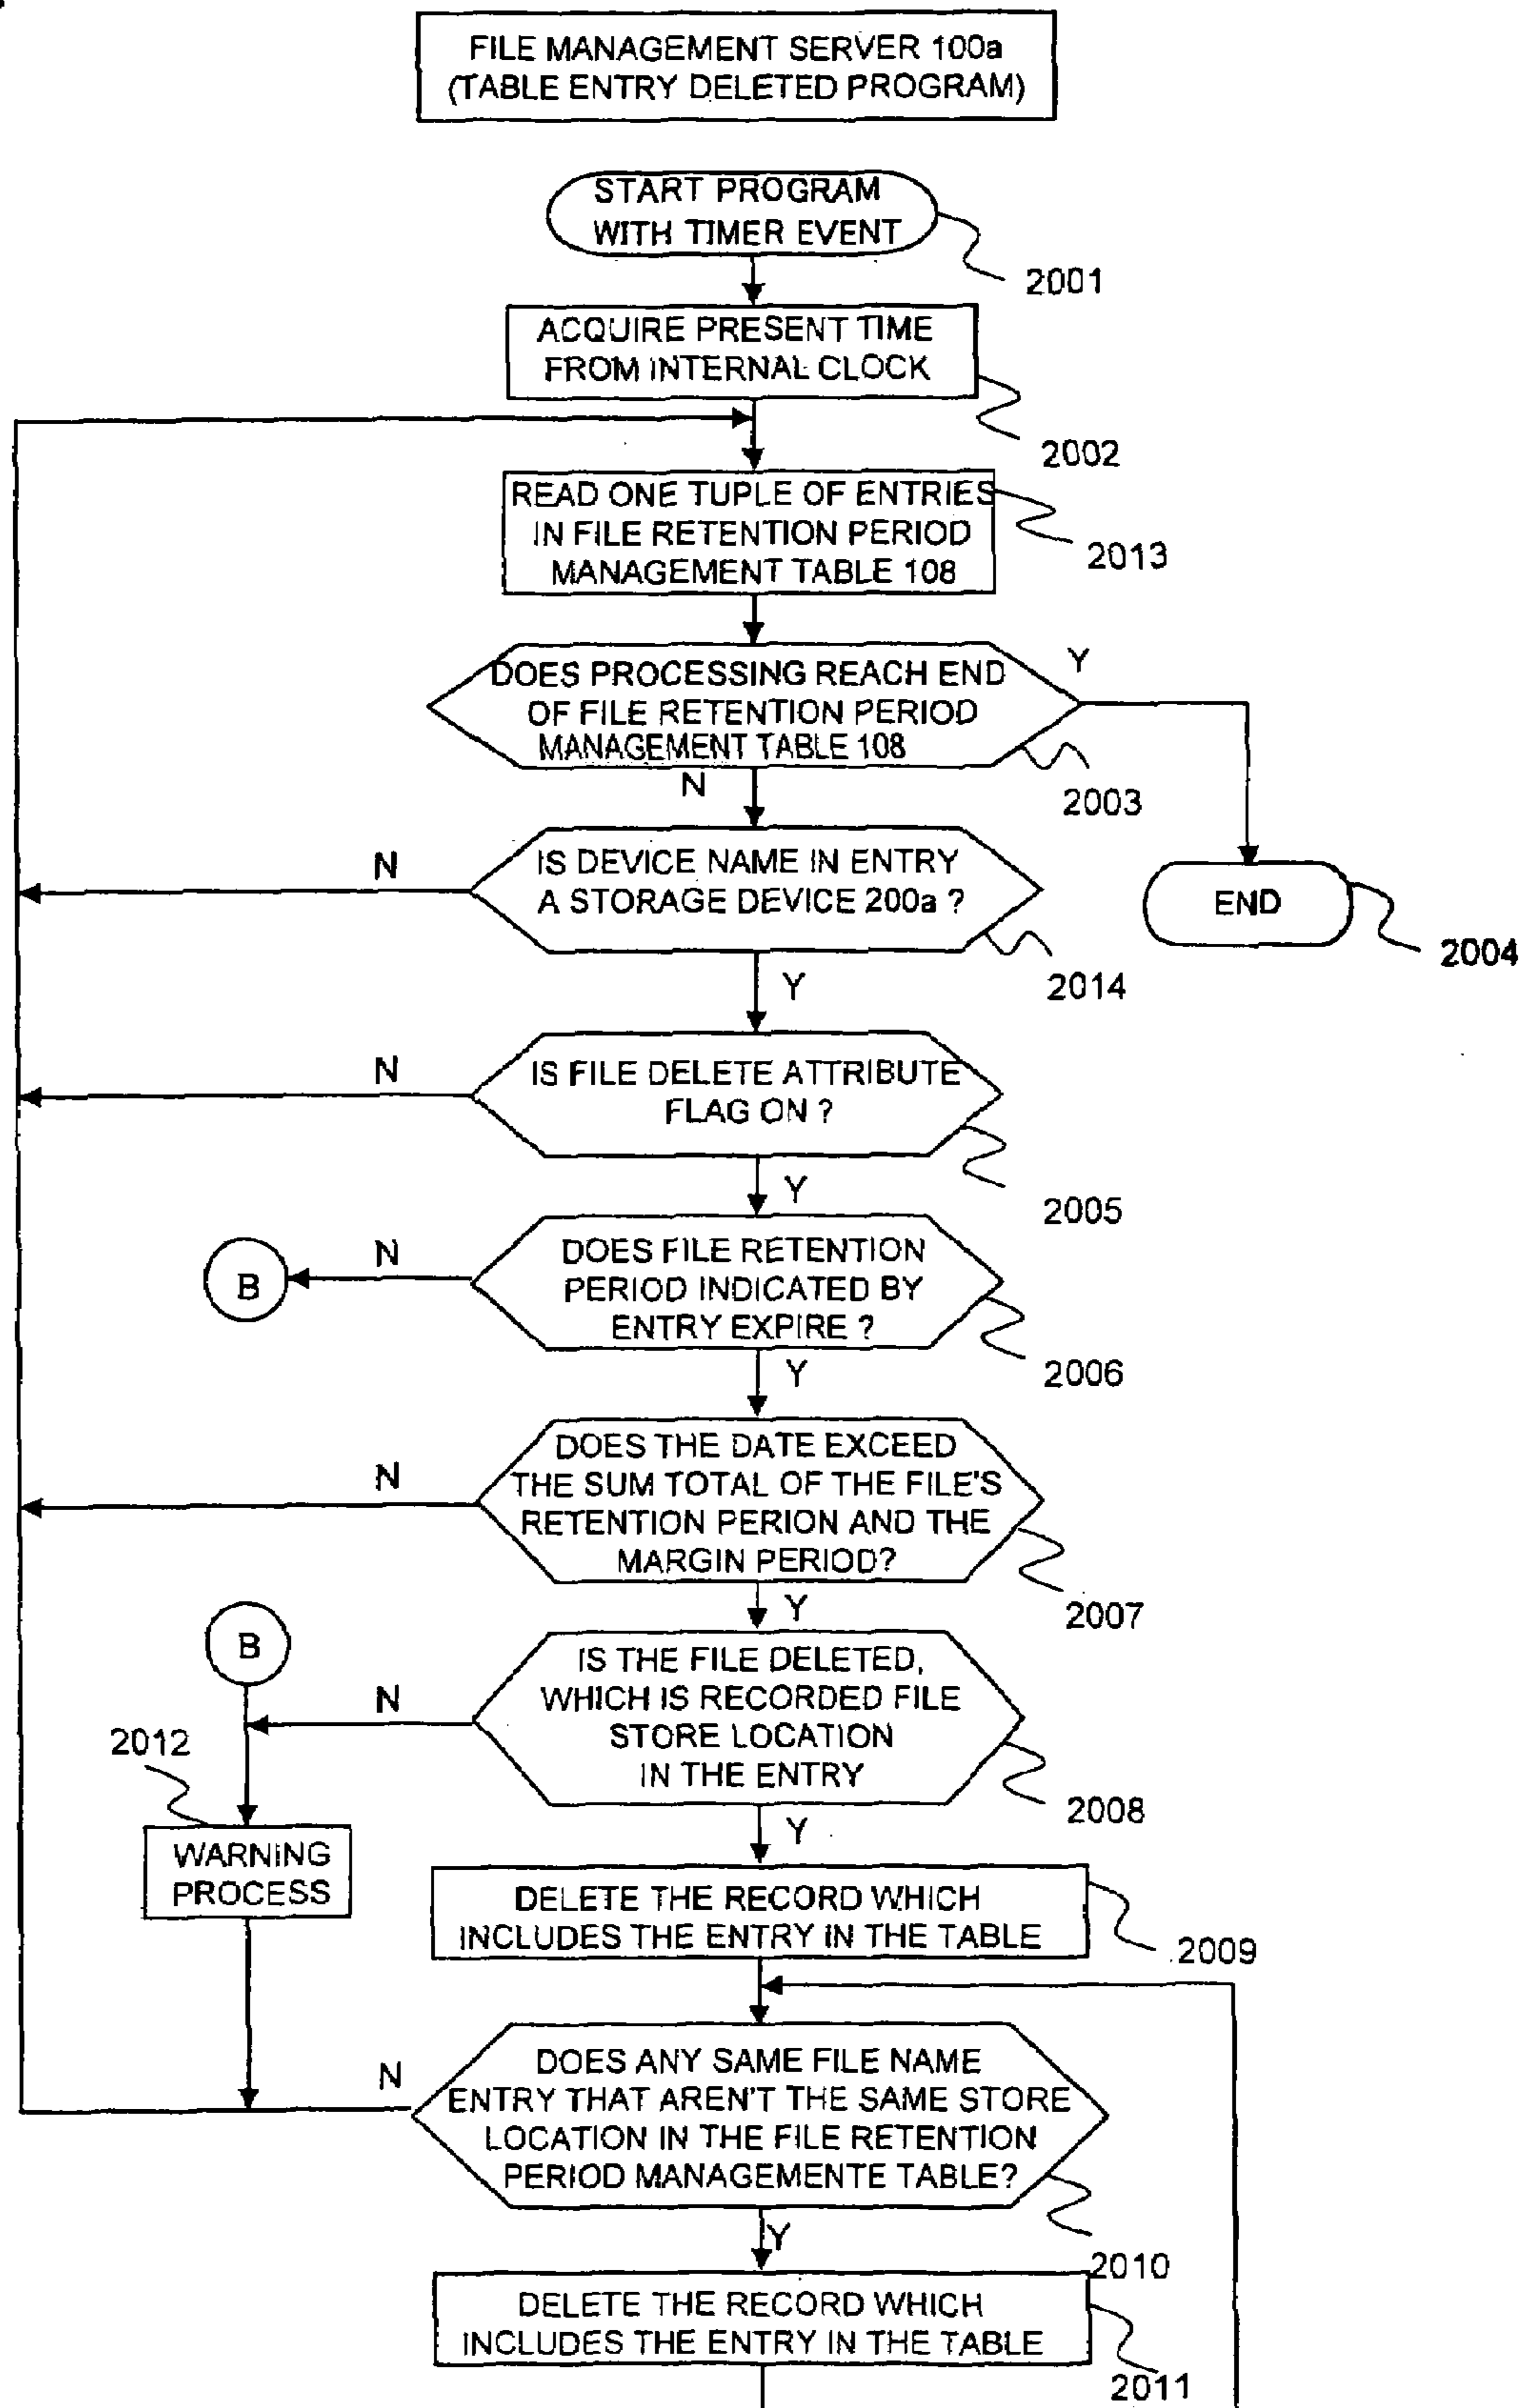 FILE MANAGEMENT SERVER 100a
(TABLE ENTRY DELETED PROGRAM)
START PROGRAM
WITH TIMER EVENT
2001
ACQUIRE PRESENT TIME
FROM INTERNAL CLOCK
2002
READ ONE TUPLE OF ENTRIES
IN FILE RETENTION PERIOD
MANAGEMENT TABLE 108
2013
DOES PROCESSING REACH END
OF FILE RETENTION PERIOD
MANAGEMENT TABLE 108
Y
2003
N
END
2004
IS DEVICE NAME IN ENTRY
A STORAGE DEVICE 200a ?
N
2014
Y
IS FILE DELETE ATTRIBUTE
FLAG ON ?
N
2005
Y
DOES FILE RETENTION
PERIOD INDICATED BY
ENTRY EXPIRE ?
N
B
2006
Y
DOES THE DATE EXCEED
THE SUM TOTAL OF THE FILE'S
RETENTION PERION AND THE
MARGIN PERIOD?
N
2007
Y
B
IS THE FILE DELETED,
WHICH IS RECORDED FILE
STORE LOCATION
IN THE ENTRY
N
2008
2012
WARNING
PROCESS
Y
DELETE THE RECORD WHICH
INCLUDES THE ENTRY IN THE TABLE
2009
DOES ANY SAME FILE NAME
ENTRY THAT AREN'T THE SAME STORE
LOCATION IN THE FILE RETENTION
PERIOD MANAGEMENTE TABLE?
N
2010
Y
DELETE THE RECORD WHICH
INCLUDES THE ENTRY IN THE TABLE
2011